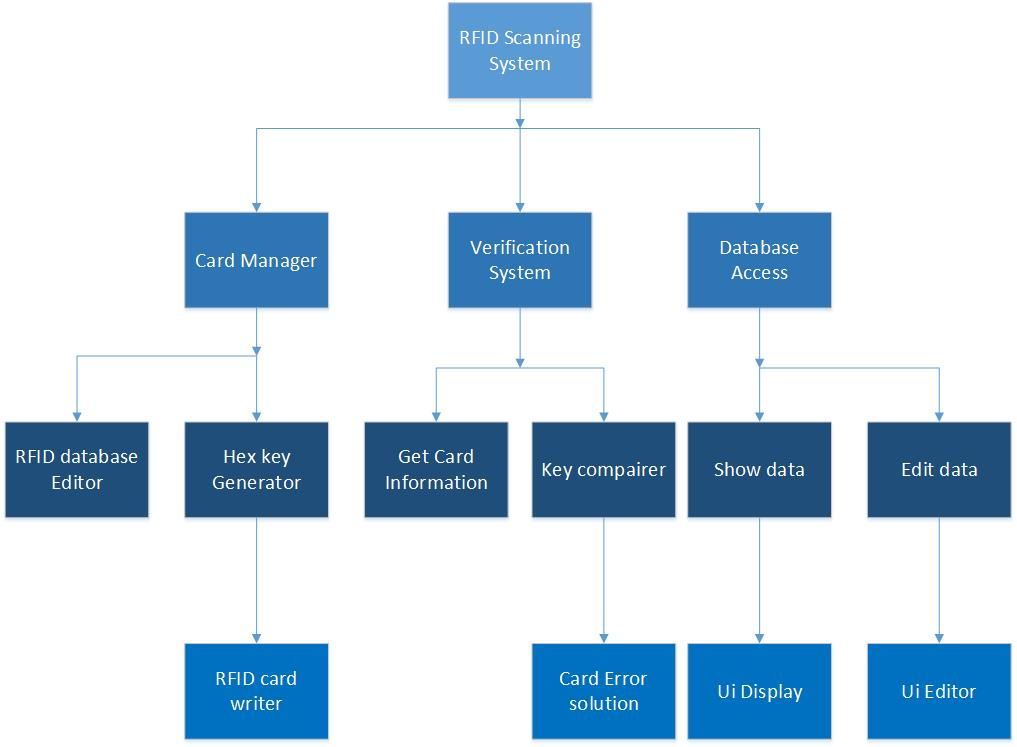 RFID Scanning
System
Card Manager
Verification
System
Database
Access
RFID database
Editor
Hex key
Generator
Get Card
Information
Key compairer
Show data
Edit data
RFID card
writer
Card Error
solution
Ui Display
Ui Editor